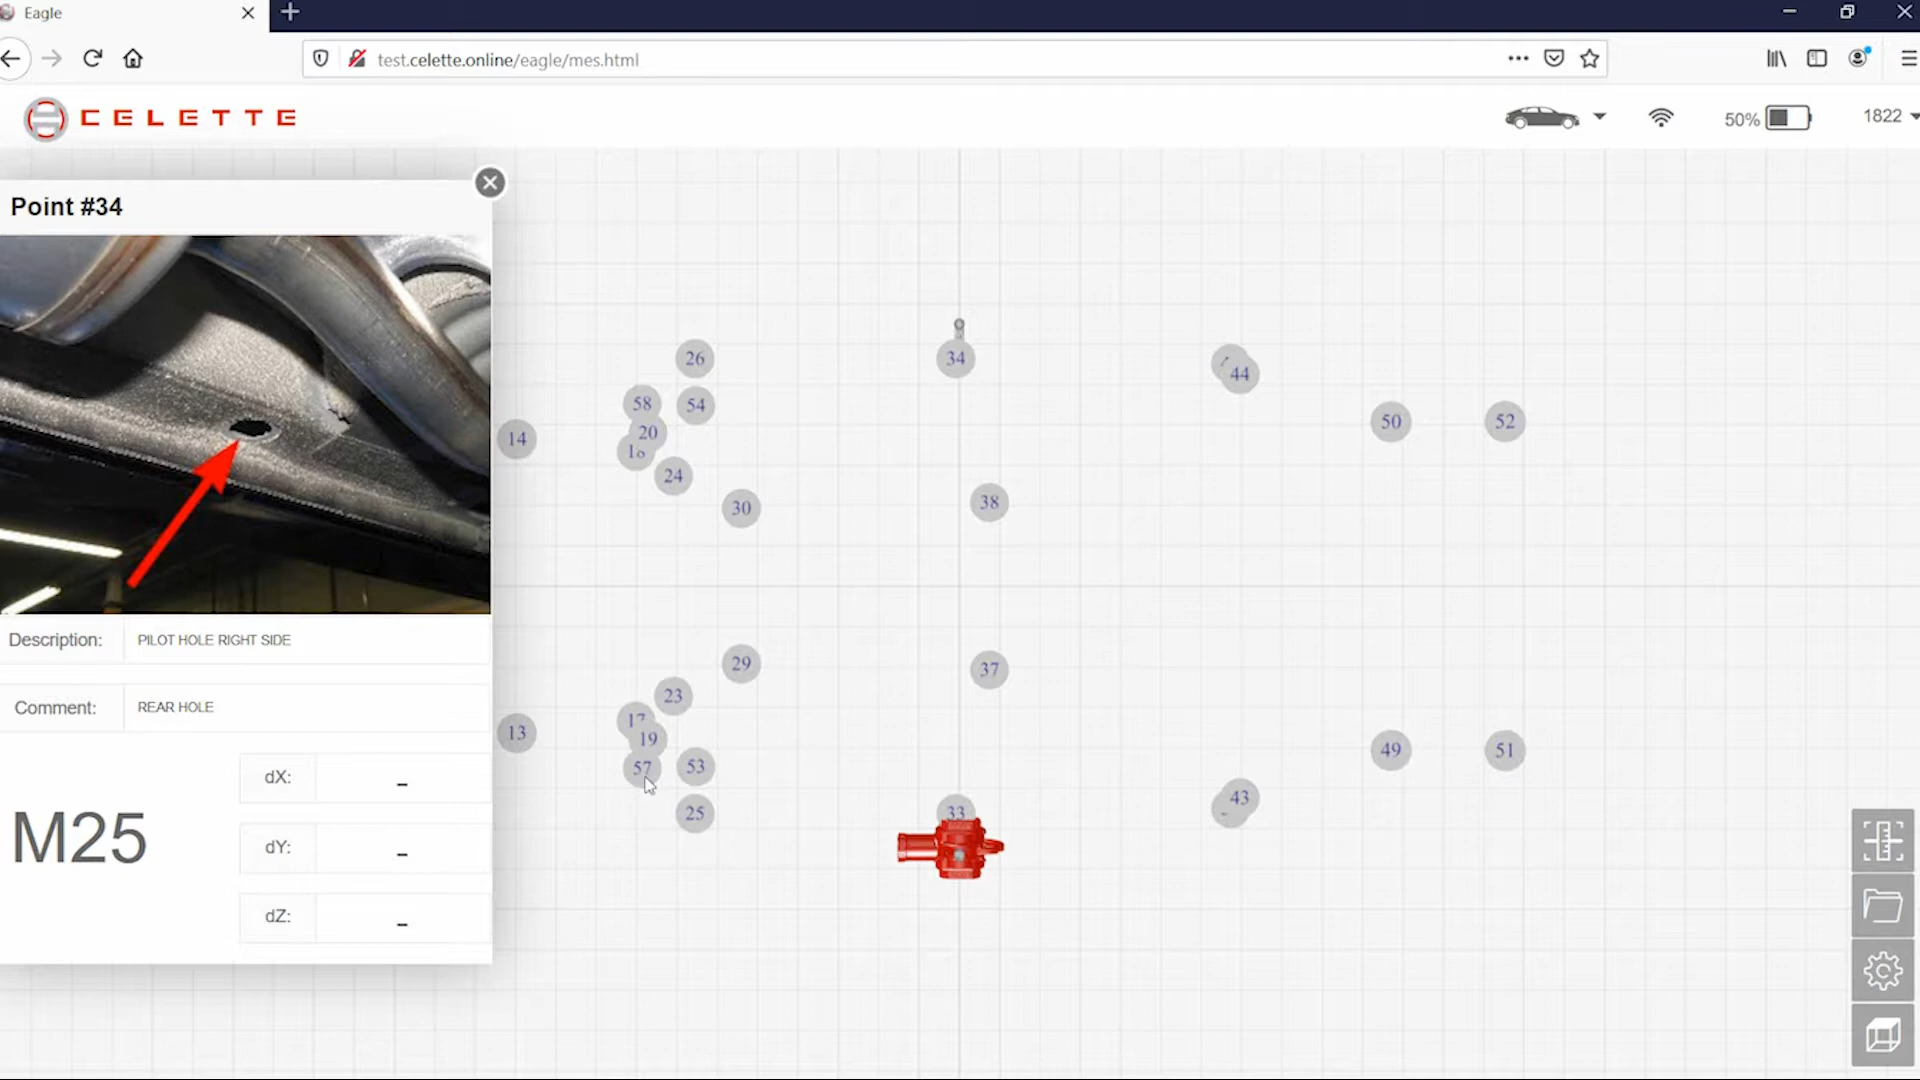 Eagle
test.celette.online/eagle/mes.html
CELETTE
50%
1822
Point #34
Description: PILOT HOLE RIGHT SIDE
Comment: REAR HOLE
M25
dX: –
dY: –
dZ: –
26
34
44
58
54
50
52
20
14
24
30
38
29
37
23
13
19
49
51
57
53
43
25
33